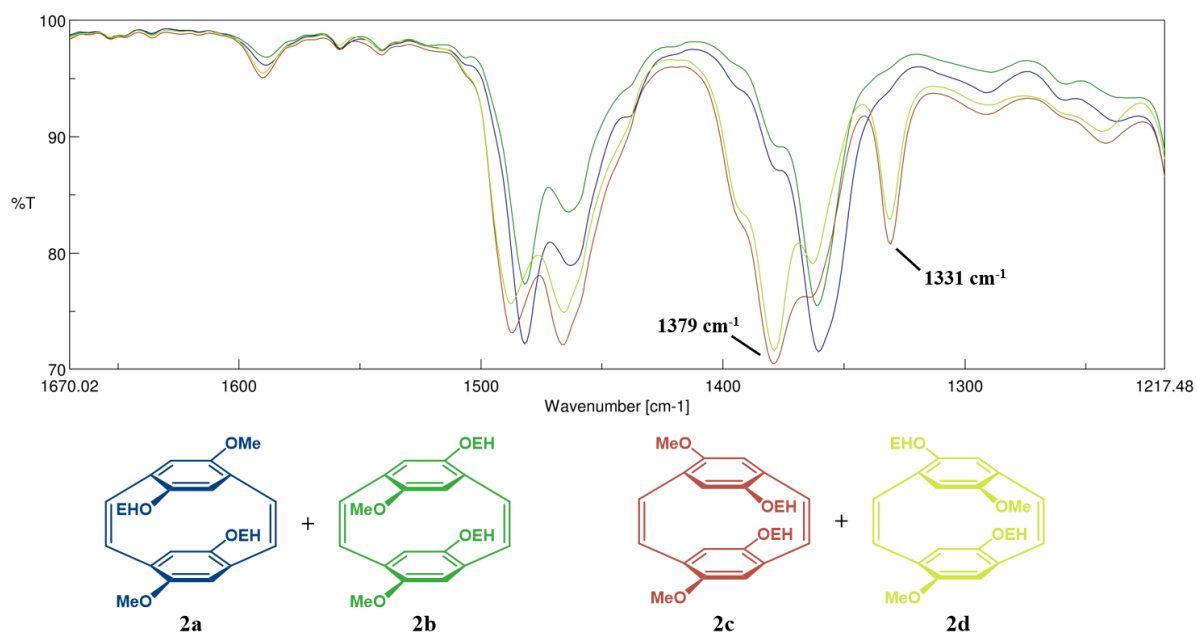 100
90
%T
80
70
1670.02
1600
1500
1400
1300
1217.48
Wavenumber [cm-1]
1379 cm-1
1331 cm-1
OMe
EHO
OEH
MeO
2a
+
OEH
MeO
OEH
MeO
2b
MeO
OEH
OEH
MeO
2c
+
EHO
OMe
OEH
MeO
2d